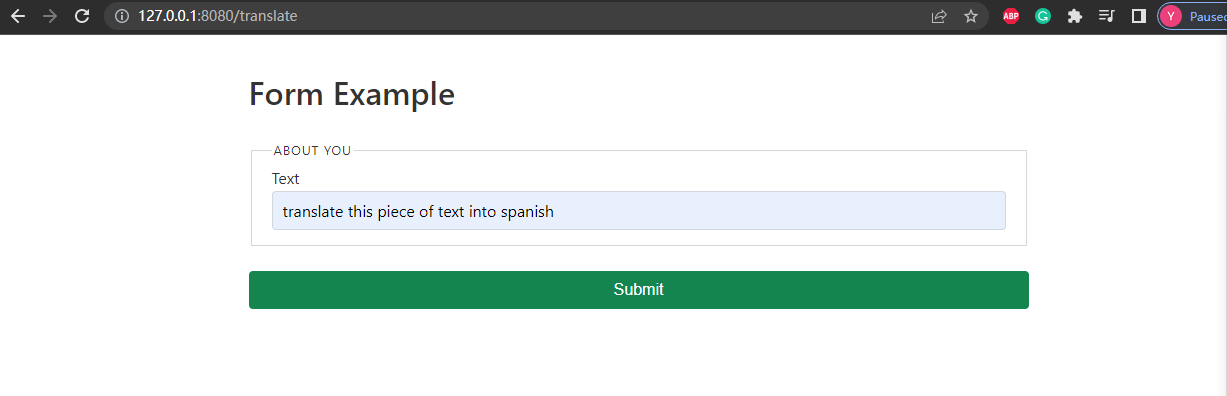 127.0.0.1:8080/translate
ABP
G
Y
Paused
Form Example
ABOUT YOU
Text
translate this piece of text into spanish
Submit